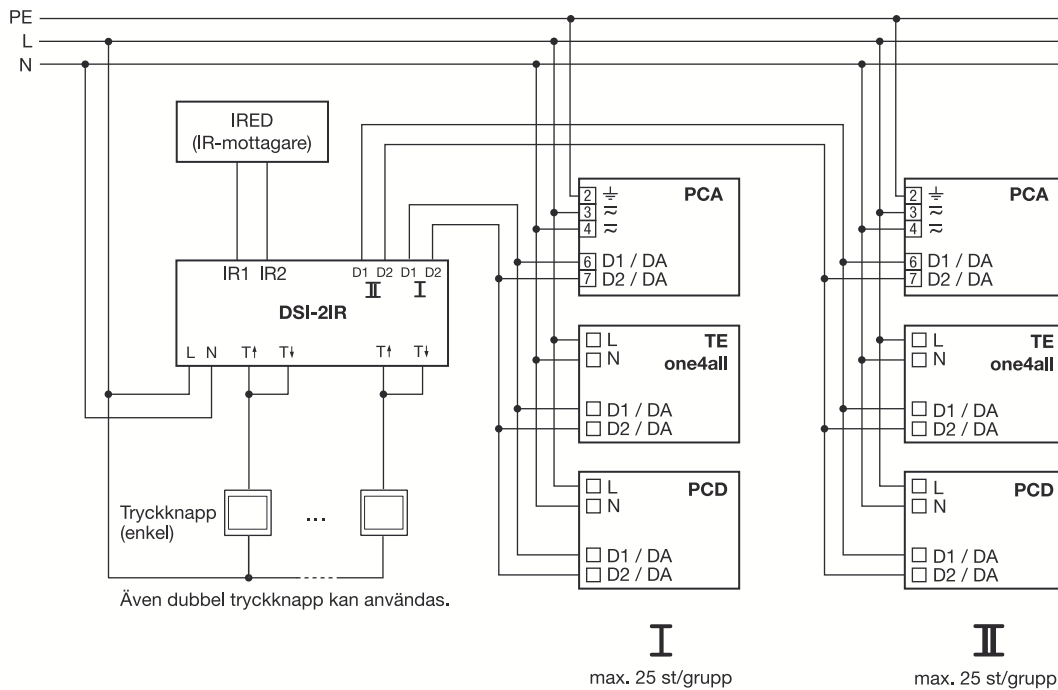 PE
L
N
IRED
(IR-mottagare)
IR1 IR2
D1 D2 D1 D2
II I
DSI-2IR
L N T↑ T↓ T↑ T↓
Tryckknapp
(enkel)
...
Även dubbel tryckknapp kan användas.
PCA
2
3
4
6 D1 / DA
7 D2 / DA
L TE
N one4all
D1 / DA
D2 / DA
L PCD
N
D1 / DA
D2 / DA
I
max. 25 st/grupp
PCA
2
3
4
6 D1 / DA
7 D2 / DA
L TE
N one4all
D1 / DA
D2 / DA
L PCD
N
D1 / DA
D2 / DA
II
max. 25 st/grupp